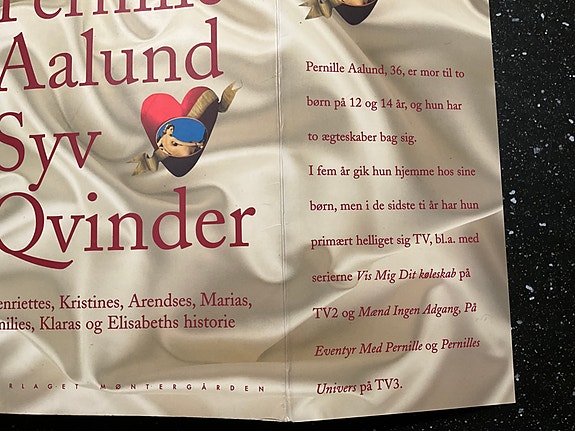 Pernille
Aalund
Syv
Qvinder
enriettes, Kristines, Arendses, Marias,
milies, Klaras og Elisabeths historie
RLAGET MØNTERGÅRDEN
Pernille Aalund, 36, er mor til to
børn på 12 og 14 år, og hun har
to ægteskaber bag sig.
I fem år gik hun hjemme hos sine
børn, men i de sidste ti år har hun
primært helliget sig TV, bl.a. med
serierne Vis Mig Dit køleskab på
TV2 og Mænd Ingen Adgang, På
Eventyr Med Pernille og Pernilles
Univers på TV3.